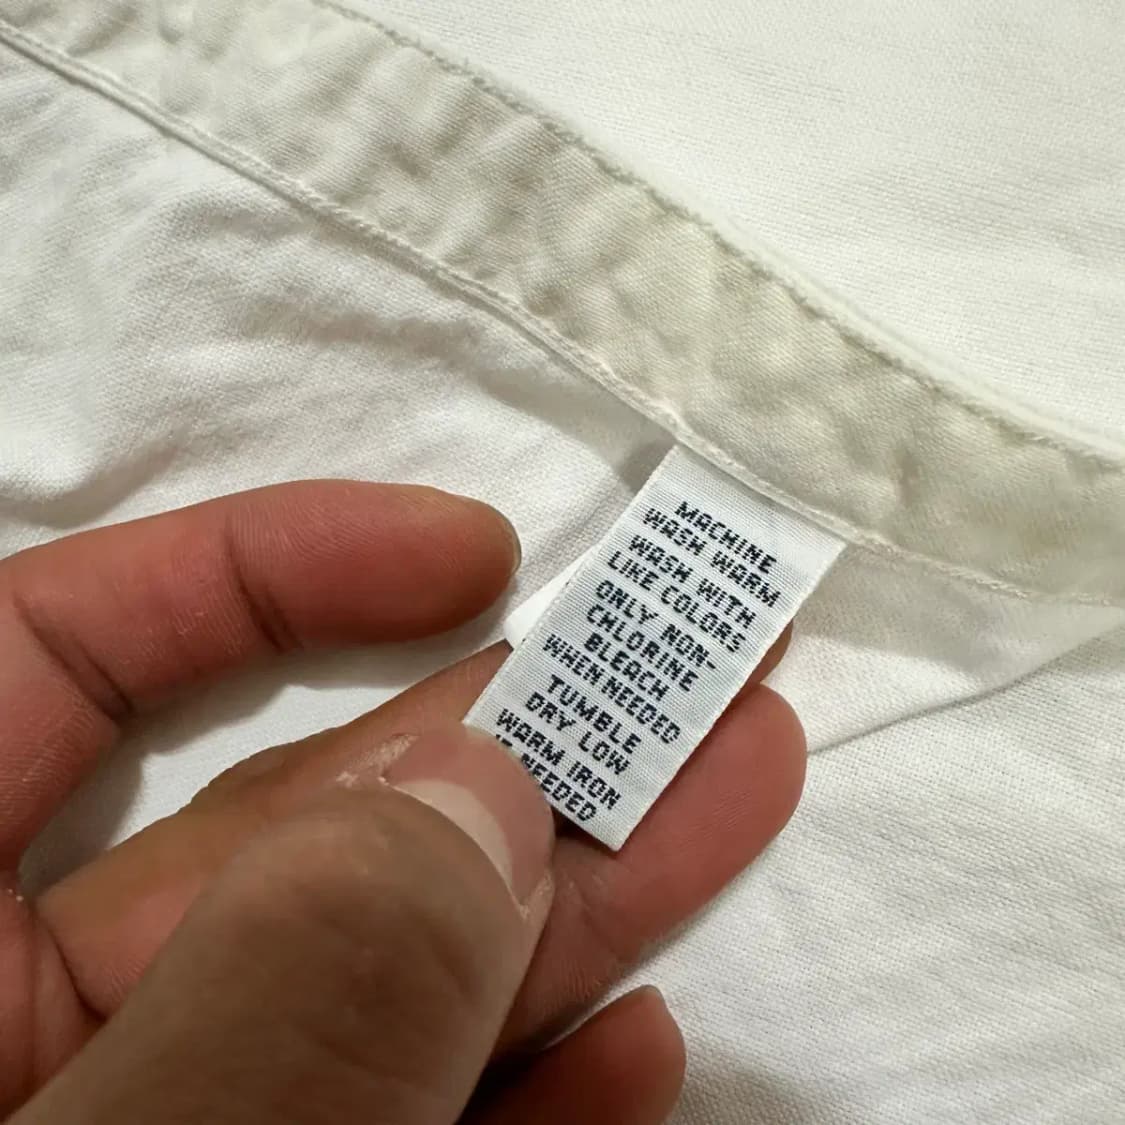 MACHINE
WASH WARM
WASH WITH
LIKE COLORS
ONLY NON-
CHLORINE
BLEACH
WHEN NEEDED
TUMBLE
DRY LOW
WARM IRON
NEEDED